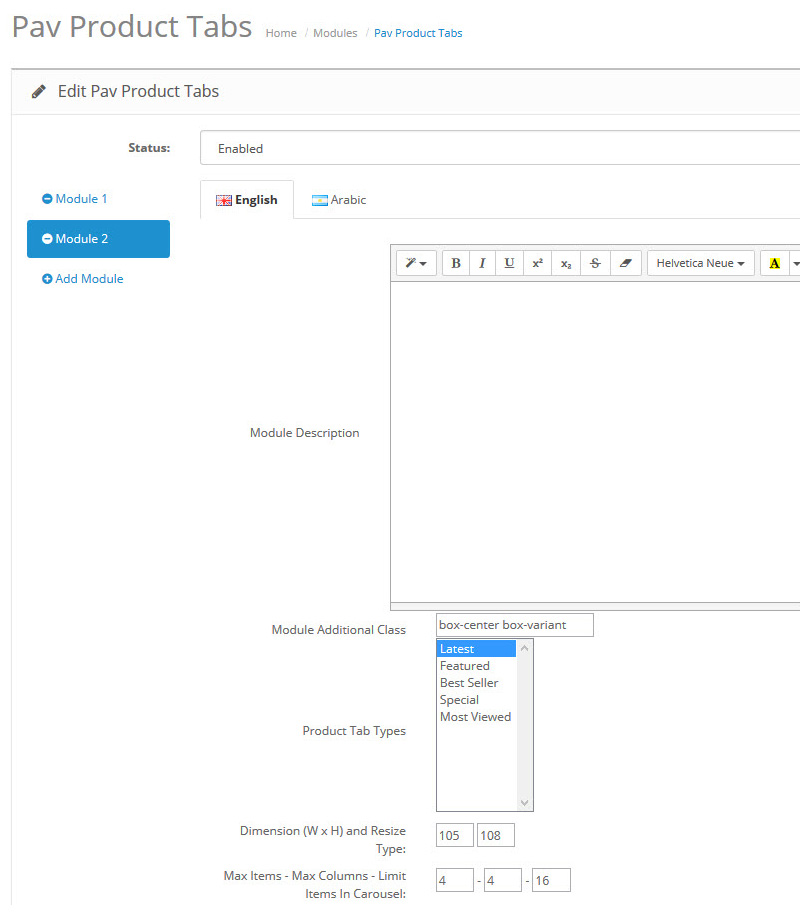 Pav Product Tabs Home / Modules / Pav Product Tabs
Edit Pav Product Tabs
Status: Enabled
Module 1
English Arabic
Module 2
B I U x² x₂ S Helvetica Neue A
Add Module
Module Description
Module Additional Class box-center box-variant
Latest
Featured
Best Seller
Special
Most Viewed
Product Tab Types
Dimension (W x H) and Resize
Type:
105 108
Max Items - Max Columns - Limit
Items In Carousel:
4 - 4 - 16